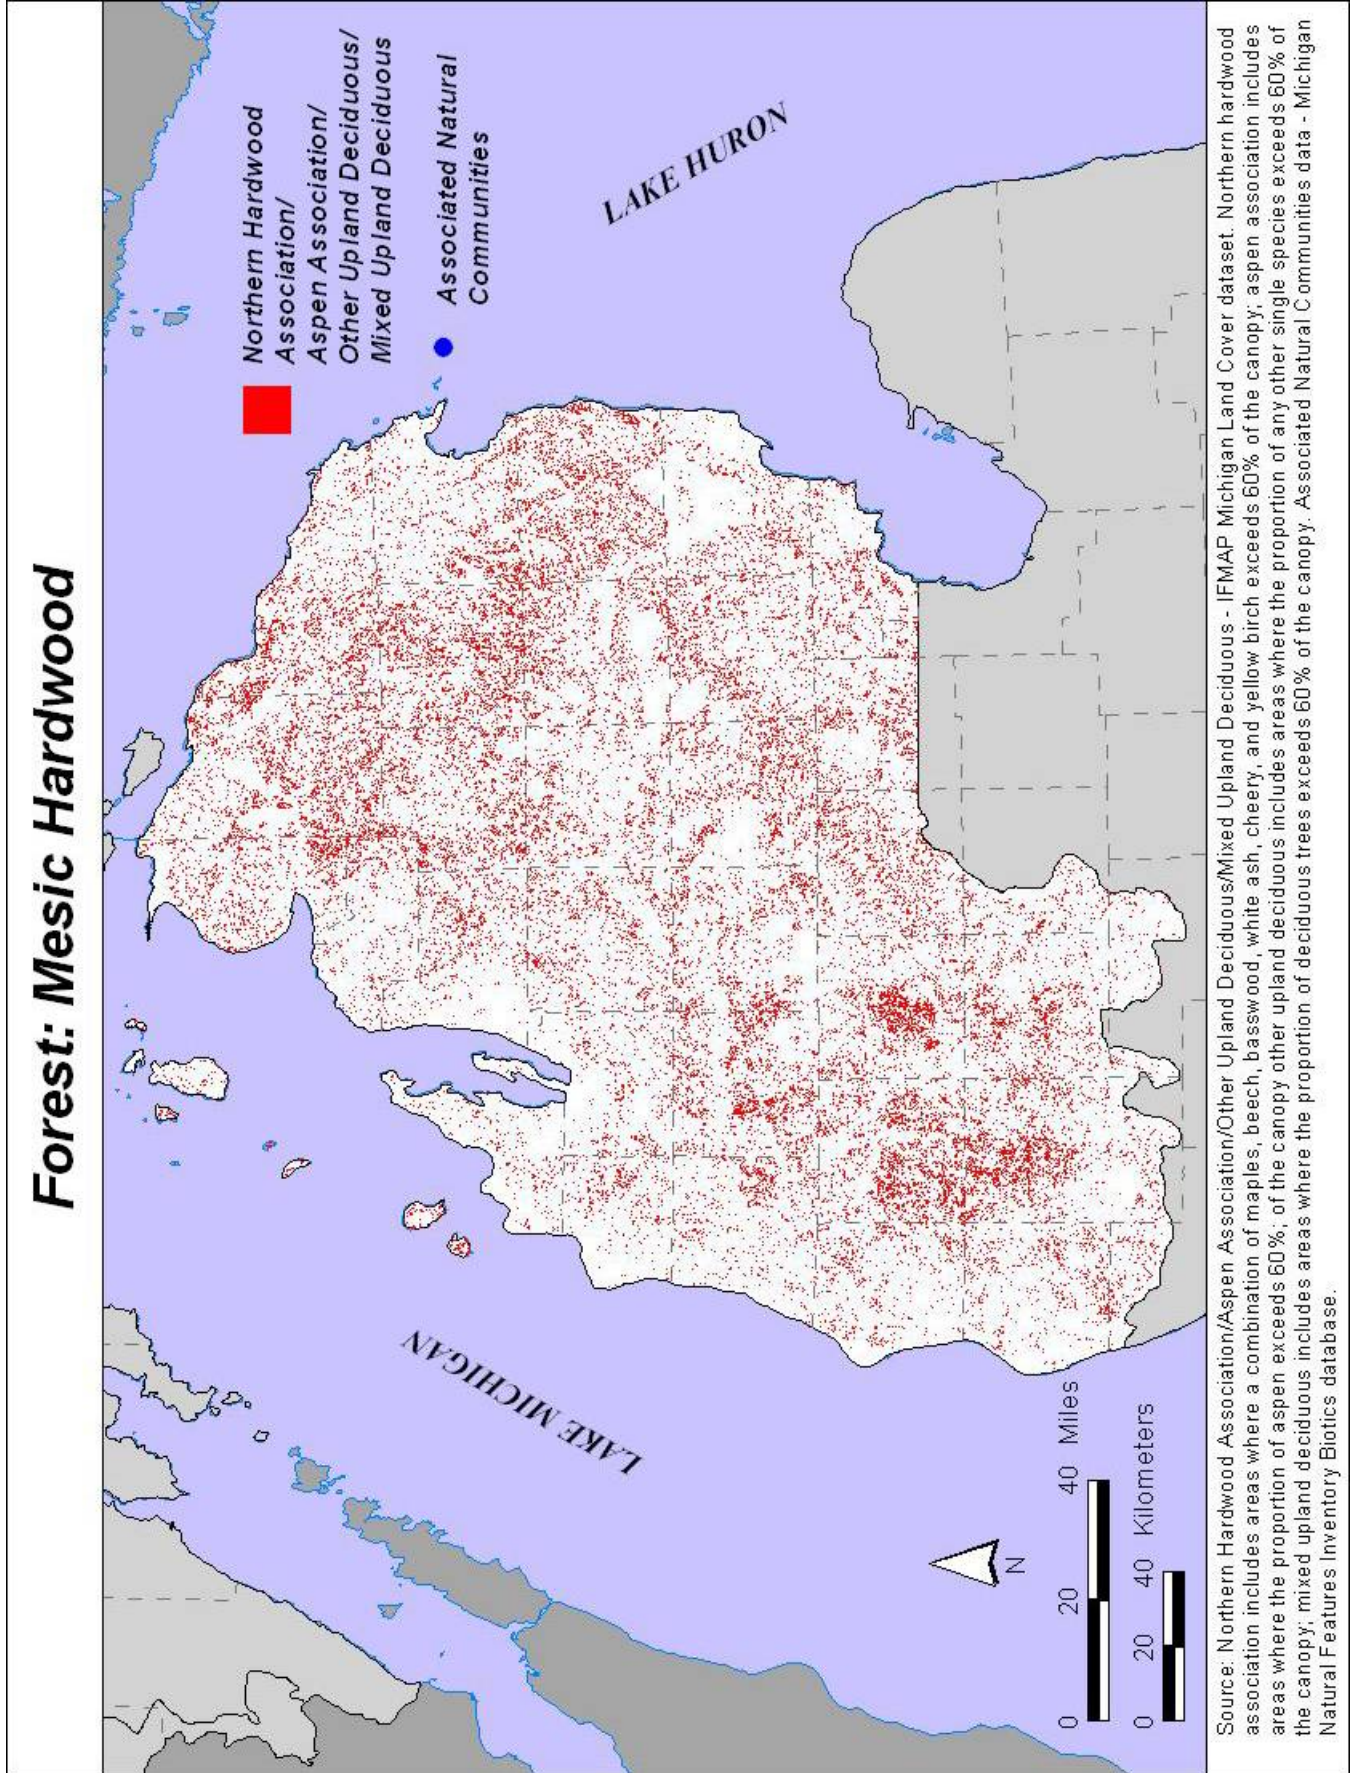 Forest: Mesic Hardwood
Northern Hardwood
Association/
Aspen Association/
Other Upland Deciduous/
Mixed Upland Deciduous
Associated Natural
Communities
LAKE HURON
LAKE MICHIGAN
N
0 20 40 Miles
0 20 40 Kilometers
Source: Northern Hardwood Association/Aspen Association/Other Upland Deciduous/Mixed Upland Deciduous - IFMAP Michigan Land Cover dataset. Northern hardwood
association includes areas where a combination of maples, beech, basswood, white ash, cheery, and yellow birch exceeds 60% of the canopy; aspen association includes
areas where the proportion of aspen exceeds 60%, of the canopy other upland deciduous includes areas where the proportion of any other single species exceeds 60% of
the canopy; mixed upland deciduous includes areas where the proportion of deciduous trees exceeds 60% of the canopy. Associated Natural Communities data - Michigan
Natural Features Inventory Biotics database.